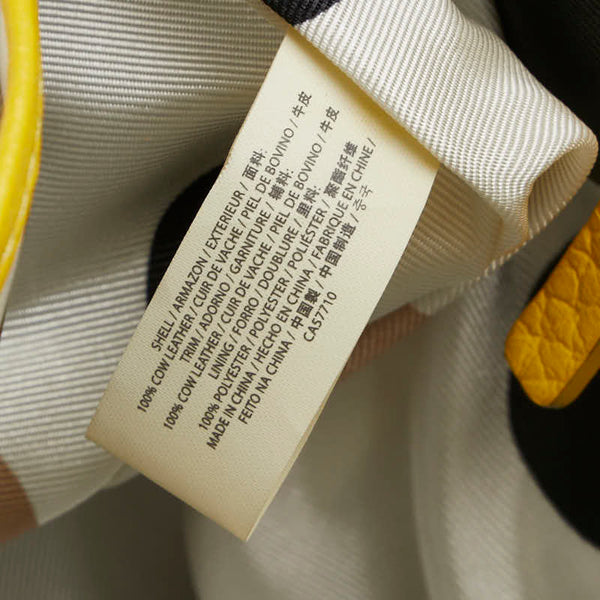 SHELL / ARMAZON / EXTERIEUR / 面料:
100% COW LEATHER / CUIR DE VACHE / PIEL DE BOVINO / 牛皮
TRIM / ADORNO / GARNITURE / 辅料:
100% COW LEATHER / CUIR DE VACHE / PIEL DE BOVINO / 牛皮
LINING / FORRO / DOUBLURE / 里料:
100% POLYESTER / POLYESTER / POLIÉSTER / 聚酯纤维
MADE IN CHINA / HECHO EN CHINA / FABRIQUE EN CHINE /
FEITO NA CHINA / 中國製 / 中国制造 / 중국
CA57710